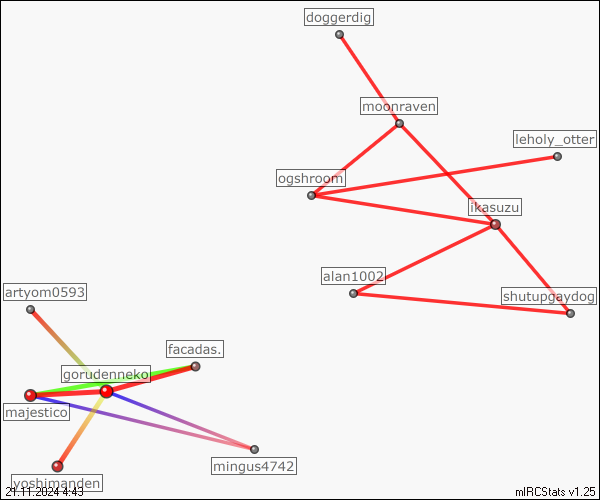 doggerdig
moonraven
leholy_otter
ogshroom
ikasuzu
alan1002
artyom0593
shutupgaydog
facadas.
gorudenneko
majestico
mingus4742
yoshimanden
21.11.2024 4:43
mIRCStats v1.25